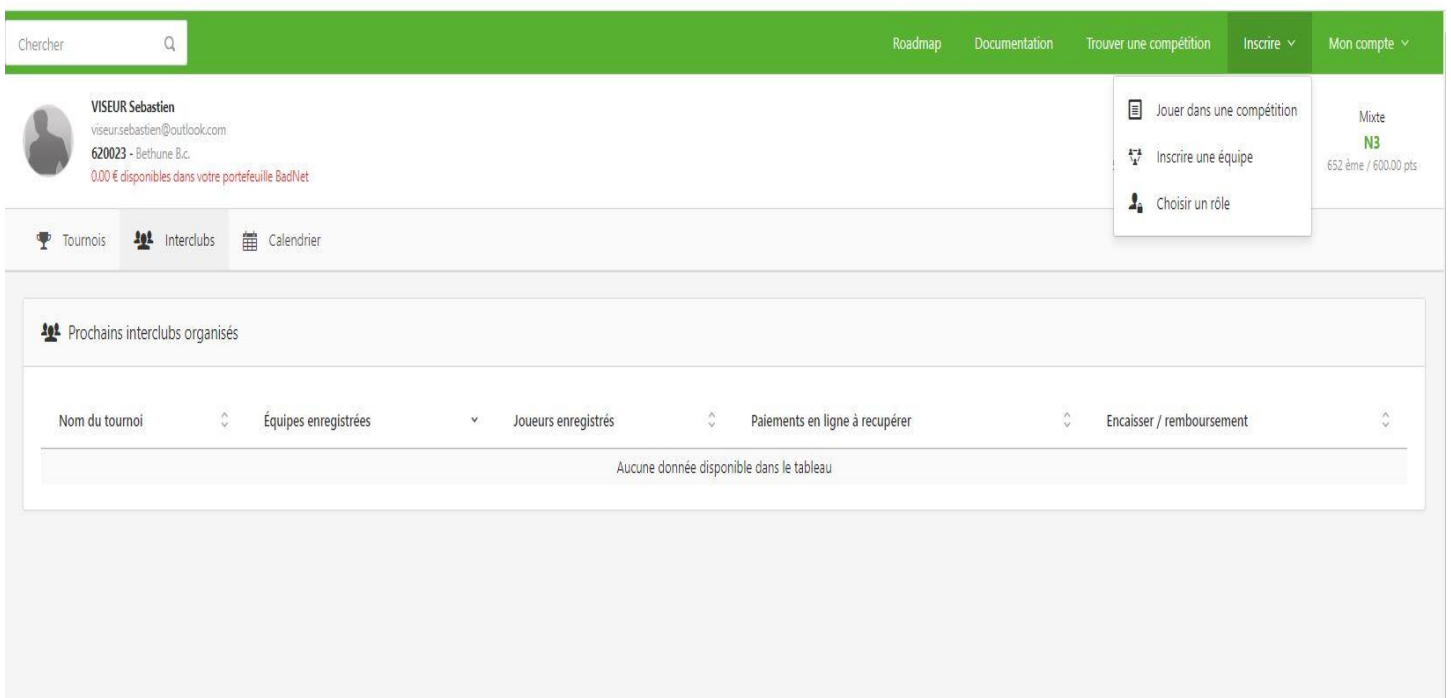 Chercher
Roadmap Documentation Trouver une compétition Inscrire Mon compte
VISEUR Sebastien
viseur.sebastien@outlook.com
620023 - Bethune B.c.
0.00 € disponibles dans votre portefeuille BadNet
Jouer dans une compétition
Inscrire une équipe
Choisir un rôle
Mixte
N3
652 ème / 600.00 pts
Tournois Interclubs Calendrier
Prochains interclubs organisés
Nom du tournoi Équipes enregistrées Joueurs enregistrés Paiements en ligne à recupérer Encaisser / remboursement
Aucune donnée disponible dans le tableau